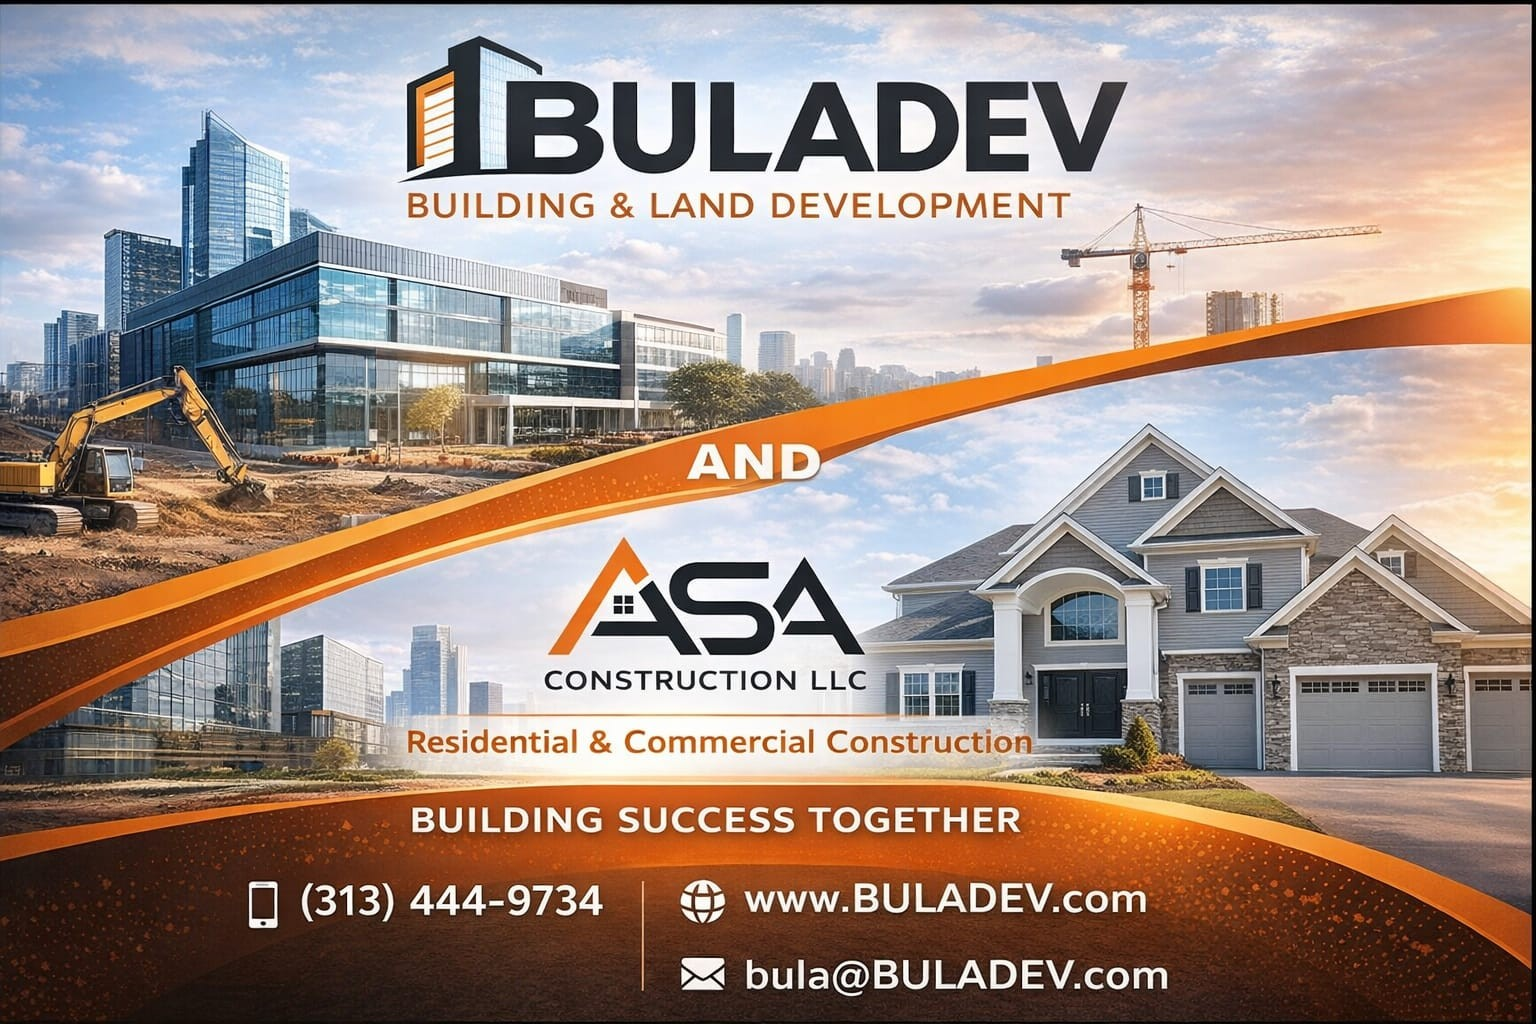 BULADEV
BUILDING & LAND DEVELOPMENT
AND
ASA
CONSTRUCTION LLC
Residential & Commercial Construction
BUILDING SUCCESS TOGETHER
(313) 444-9734
www.BULADEV.com
bula@BULADEV.com